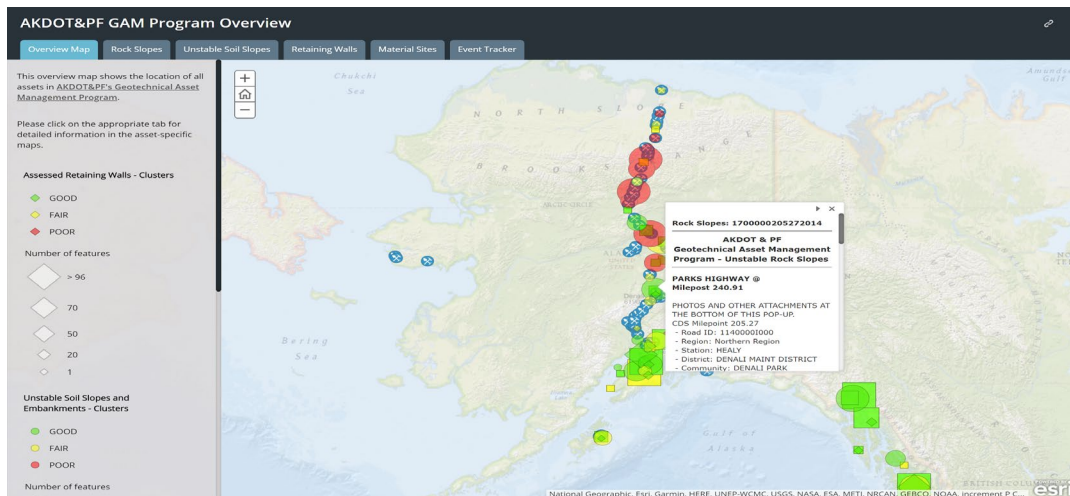 AKDOT&PF GAM Program Overview
Overview Map
Rock Slopes
Unstable Soil Slopes
Retaining Walls
Material Sites
Event Tracker
This overview map shows the location of all
assets in AKDOT&PF's Geotechnical Asset
Management Program.
Please click on the appropriate tab for
detailed information in the asset-specific
maps.
Assessed Retaining Walls - Clusters
GOOD
FAIR
POOR
Number of features
> 96
70
50
20
1
Unstable Soil Slopes and
Embankments - Clusters
GOOD
FAIR
POOR
Number of features
Chukchi
Sea
NORTH SLOPE
BROOKS
ARCTIC CIRCLE
Bering
Sea
Gulf of
Alaska
Rock Slopes: 1700000205272014
AKDOT & PF
Geotechnical Asset Management
Program - Unstable Rock Slopes
PARKS HIGHWAY @
Milepost 240.91
PHOTOS AND OTHER ATTACHMENTS AT
THE BOTTOM OF THIS POP-UP.
CDS Milepoint 205.27
- Road ID: 1140000I000
- Region: Northern Region
- Station: HEALY
- District: DENALI MAINT DISTRICT
- Community: DENALI PARK
BRITISH
National Geographic, Esri, Garmin, HERE, UNEP-WCMC, USGS, NASA, ESA, METI, NRCAN, GEBCO, NOAA, increment P C...
esri